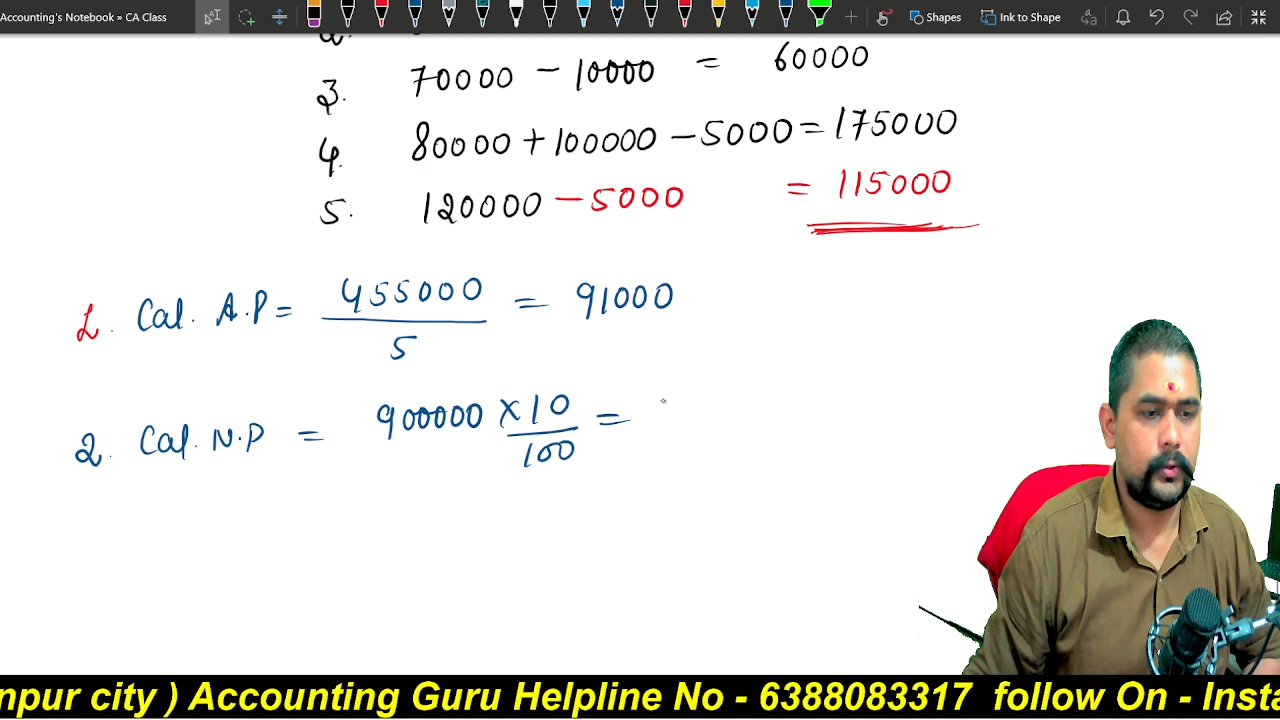 Accounting's Notebook » CA Class
Shapes
Ink to Shape
2.
3. 70000 - 10000 = 60000
4. 80000 + 100000 - 5000 = 175000
5. 120000 - 5000 = 115000
1. Cal. A.P = 455000 / 5 = 91000
2. Cal. N.P = 900000 × 10 / 100 =
npur city ) Accounting Guru Helpline No - 6388083317 follow On - Insta